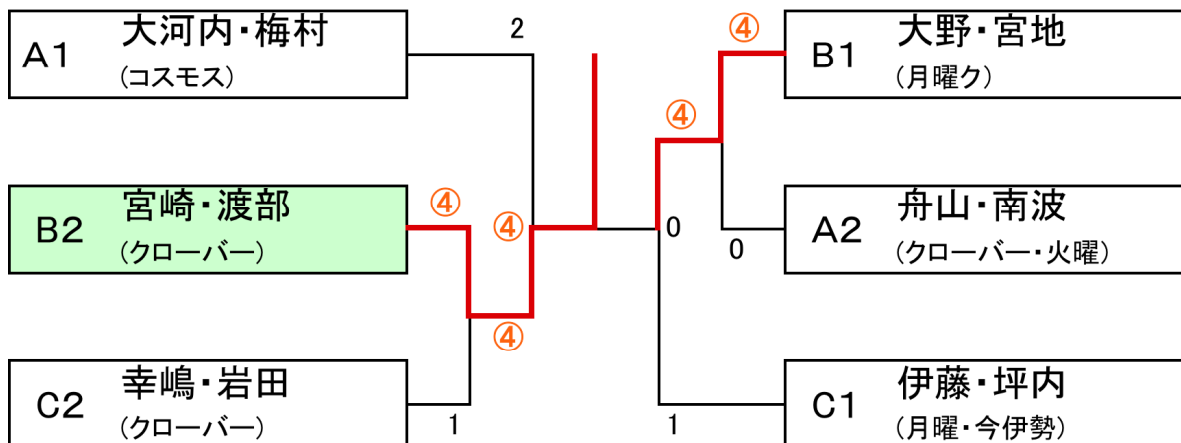 A1 大河内・梅村
(コスモス)
2
④
B1 大野・宮地
(月曜ク)
④
B2 宮崎・渡部
(クローバー)
④
④
0
0
A2 舟山・南波
(クローバー・火曜)
④
C2 幸嶋・岩田
(クローバー)
1
1
C1 伊藤・坪内
(月曜・今伊勢)